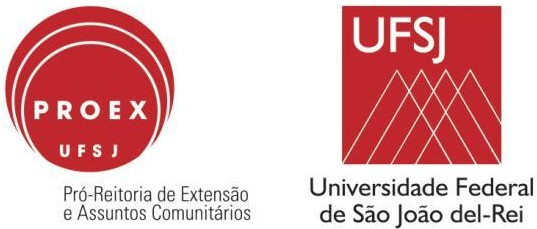 PROEX
UFSJ
Pró-Reitoria de Extensão
e Assuntos Comunitários
UFSJ
Universidade Federal
de São João del-Rei